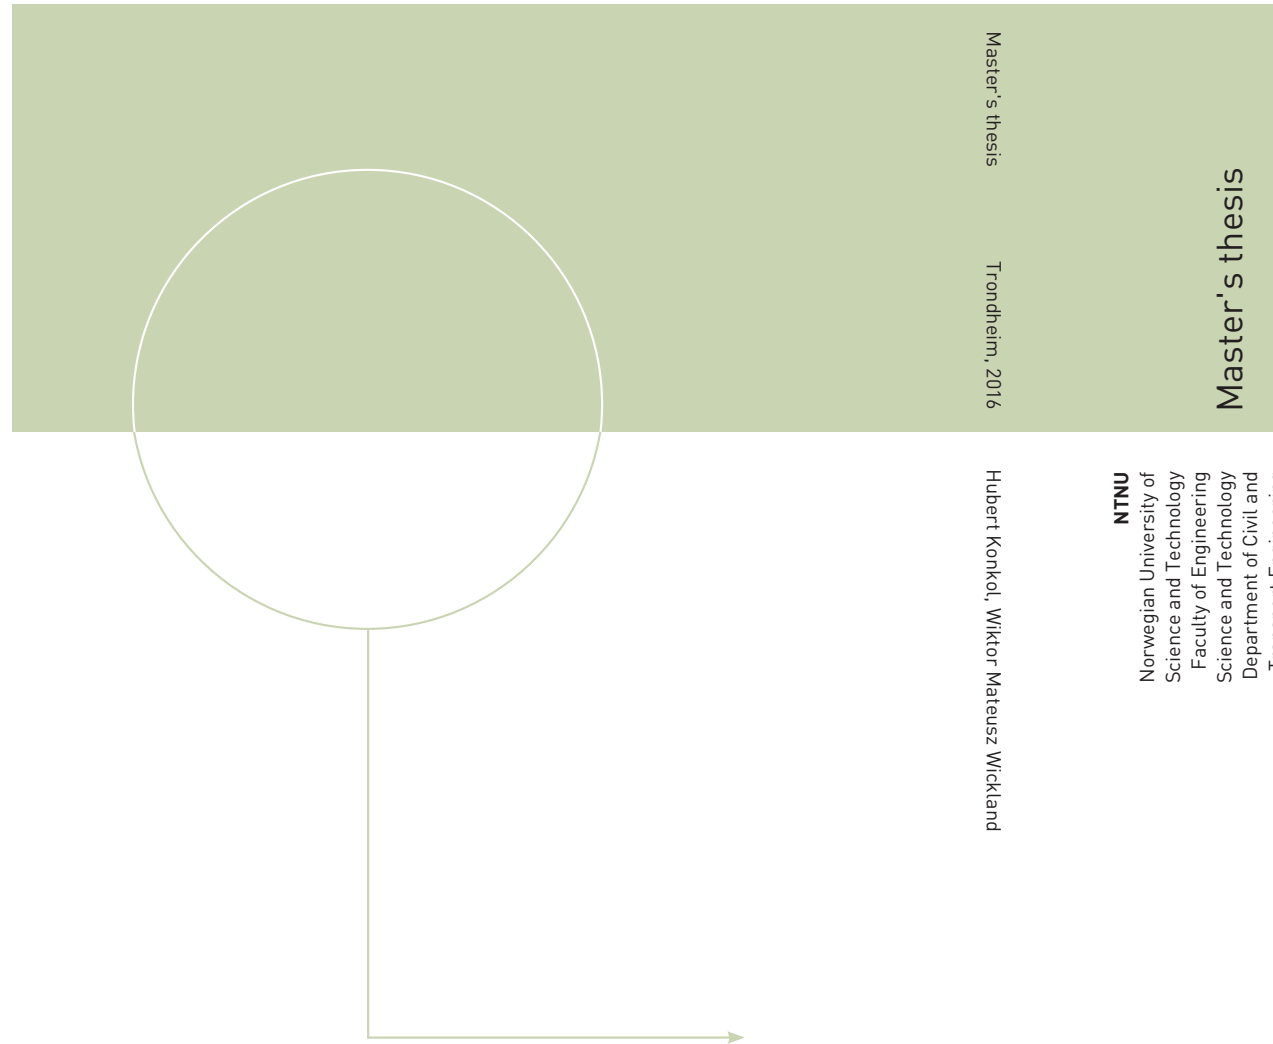 Master's thesis
Trondheim, 2016
Hubert Konkol, Wiktor Mateusz Wickland
Master's thesis
NTNU
Norwegian University of
Science and Technology
Faculty of Engineering
Science and Technology
Department of Civil and